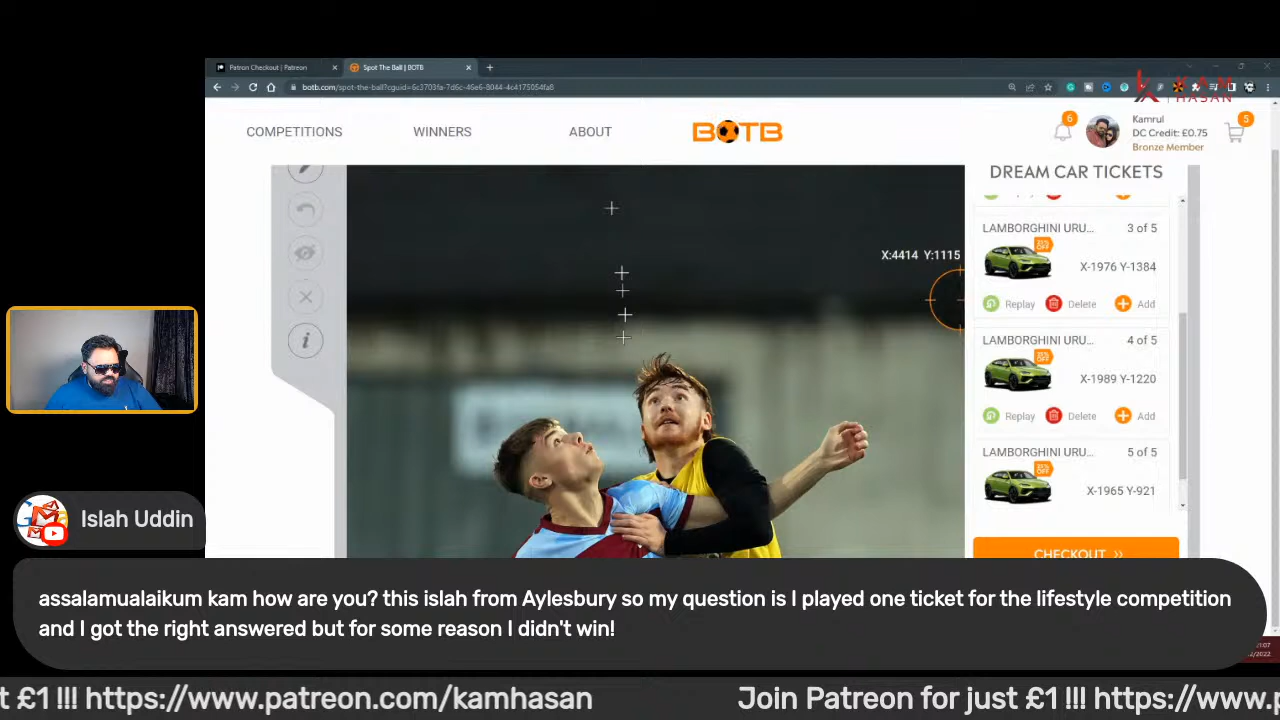 Patron Checkout | Patreon
Spot The Ball | BOTB
botb.com/spot-the-ball?cguid=6c3703fa-7d6c-46e6-8044-4c4175054fa8
KAM
HASAN
COMPETITIONS
WINNERS
ABOUT
BOTB
6
Kamrul
DC Credit: £0.75
Bronze Member
5
DREAM CAR TICKETS
X:4414 Y:1115
LAMBORGHINI URU... 3 of 5
X-1976 Y-1384
Replay Delete Add
LAMBORGHINI URU... 4 of 5
X-1989 Y-1220
Replay Delete Add
LAMBORGHINI URU... 5 of 5
X-1965 Y-921
CHECKOUT >>
Islah Uddin
assalamualaikum kam how are you? this islah from Aylesbury so my question is I played one ticket for the lifestyle competition
and I got the right answered but for some reason I didn't win!
t £1 !!! https://www.patreon.com/kamhasan Join Patreon for just £1 !!! https://www.p